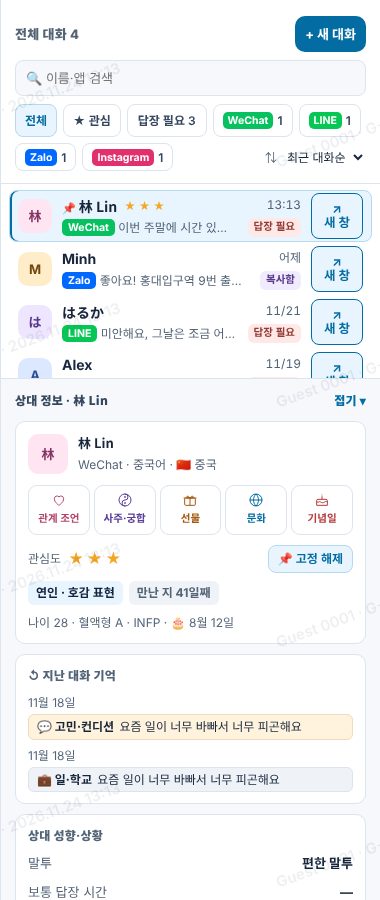 전체 대화 4
+ 새 대화
🔍 이름·앱 검색
전체
★ 관심
답장 필요 3
WeChat 1
LINE 1
Zalo 1
Instagram 1
⇅ 최근 대화순
林
📌 林 Lin ★ ★ ★
13:13
WeChat 이번 주말에 시간 있…
답장 필요
↗ 새 창
M
Minh
어제
Zalo 좋아요! 홍대입구역 9번 출…
복사함
↗ 새 창
は
はるか
11/21
LINE 미안해요, 그날은 조금 어…
답장 필요
↗ 새 창
A
Alex
11/19
상대 정보 · 林 Lin
접기 ▾
林
林 Lin
WeChat · 중국어 · 🇨🇳 중국
관계 조언
사주·궁합
선물
문화
기념일
관심도 ★ ★ ★
📌 고정 해제
연인 · 호감 표현
만난 지 41일째
나이 28 · 혈액형 A · INFP · 🎂 8월 12일
지난 대화 기억
11월 18일
💬 고민·컨디션 요즘 일이 너무 바빠서 너무 피곤해요
11월 18일
💼 일·학교 요즘 일이 너무 바빠서 너무 피곤해요
상대 성향·상황
말투
편한 말투
보통 답장 시간
—
Guest 0001 · G
2026.11.24 13:13